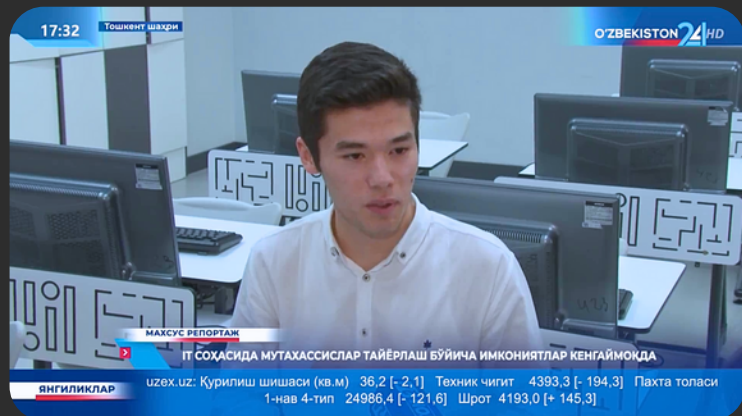 17:32
Тошкент шаҳри
O'ZBEKISTON 24 HD
МАХСУС РЕПОРТАЖ
IT СОҲАСИДА МУТАХАССИСЛАР ТАЙЁРЛАШ БЎЙИЧА ИМКОНИЯТЛАР КЕНГАЙМОҚДА
ЯНГИЛИКЛАР
uzex.uz: Қурилиш шишаси (кв.м) 36,2 [- 2,1] Техник чигит 4393,3 [- 194,3] Пахта толаси
1-нав 4-тип 24986,4 [- 121,6] Шрот 4193,0 [+ 145,3]